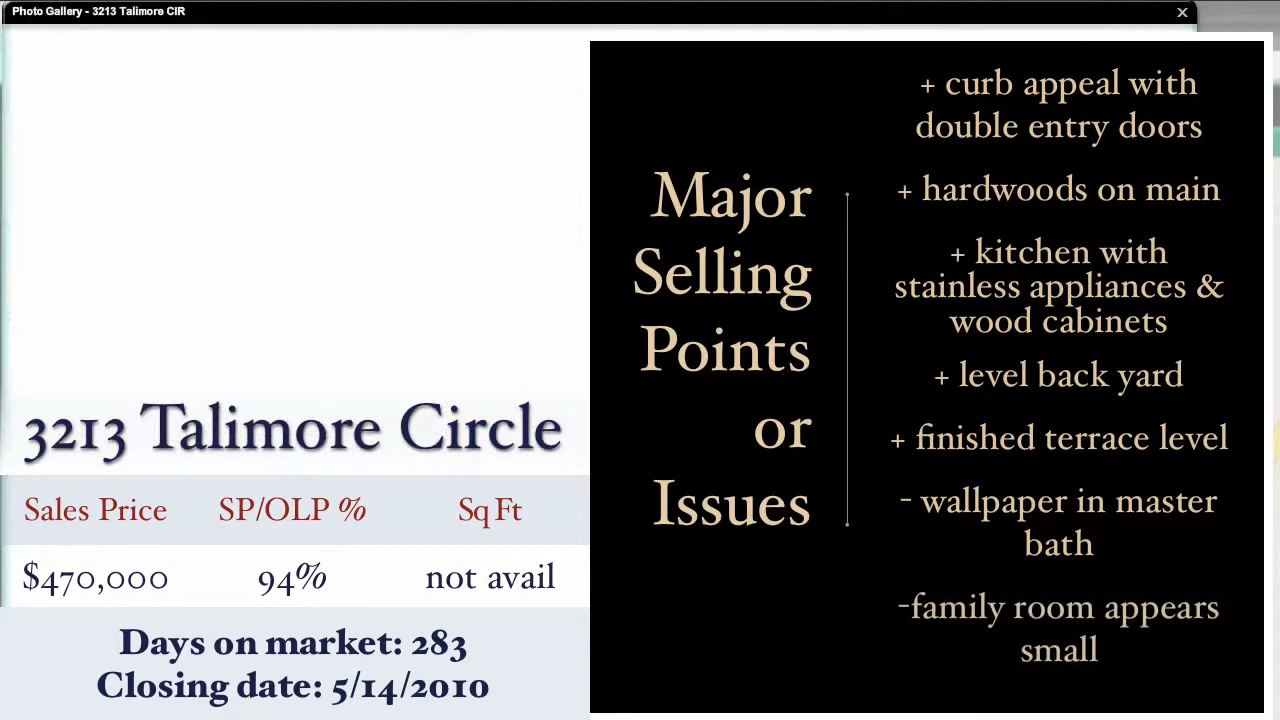 Photo Gallery - 3213 Talimore CIR
3213 Talimore Circle
Sales Price SP/OLP % Sq Ft
$470,000 94% not avail
Days on market: 283
Closing date: 5/14/2010
Major
Selling
Points
or
Issues
+ curb appeal with
double entry doors
+ hardwoods on main
+ kitchen with
stainless appliances &
wood cabinets
+ level back yard
+ finished terrace level
- wallpaper in master
bath
-family room appears
small